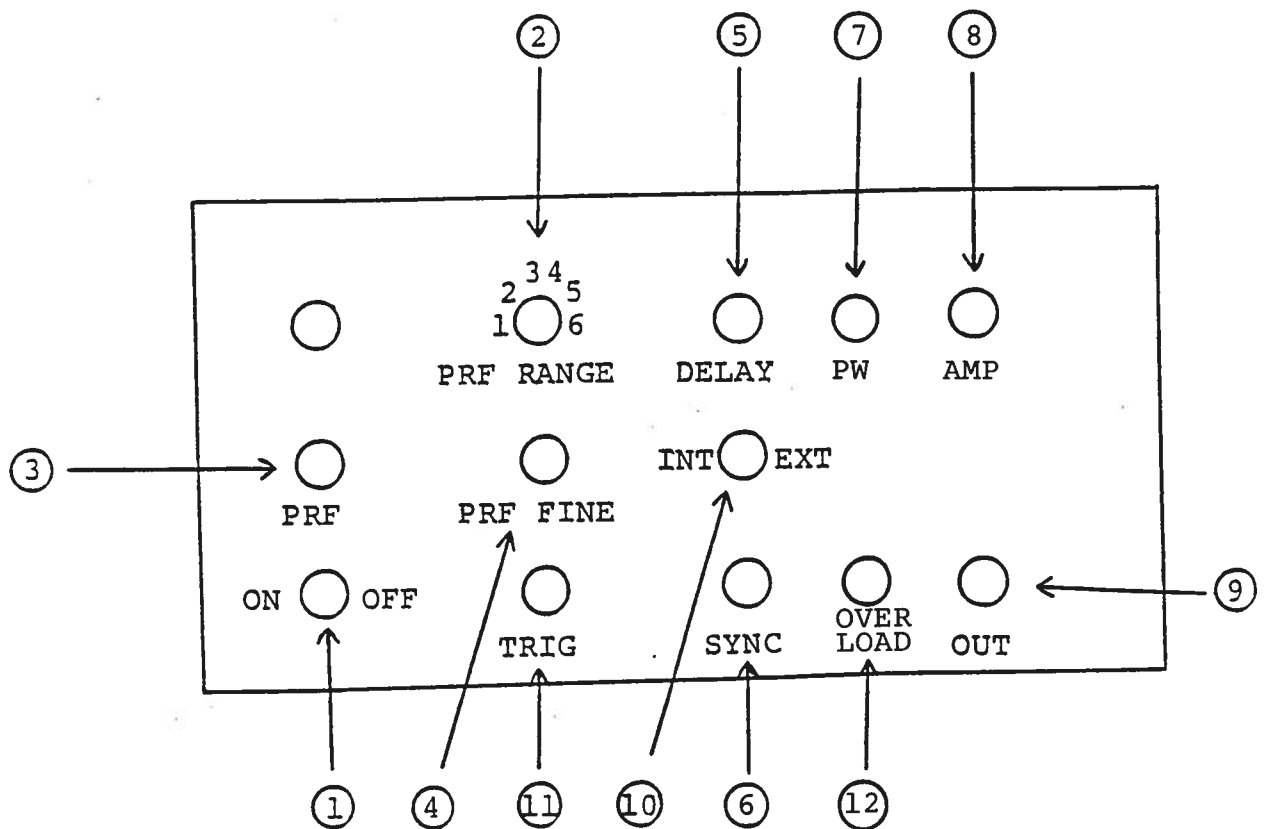 2 5 7 8
3 4
2 5
1 6
PRF RANGE DELAY PW AMP
3 INT EXT
PRF PRF FINE
9
ON OFF
OVER
TRIG SYNC LOAD OUT
1 4 11 10 6 12